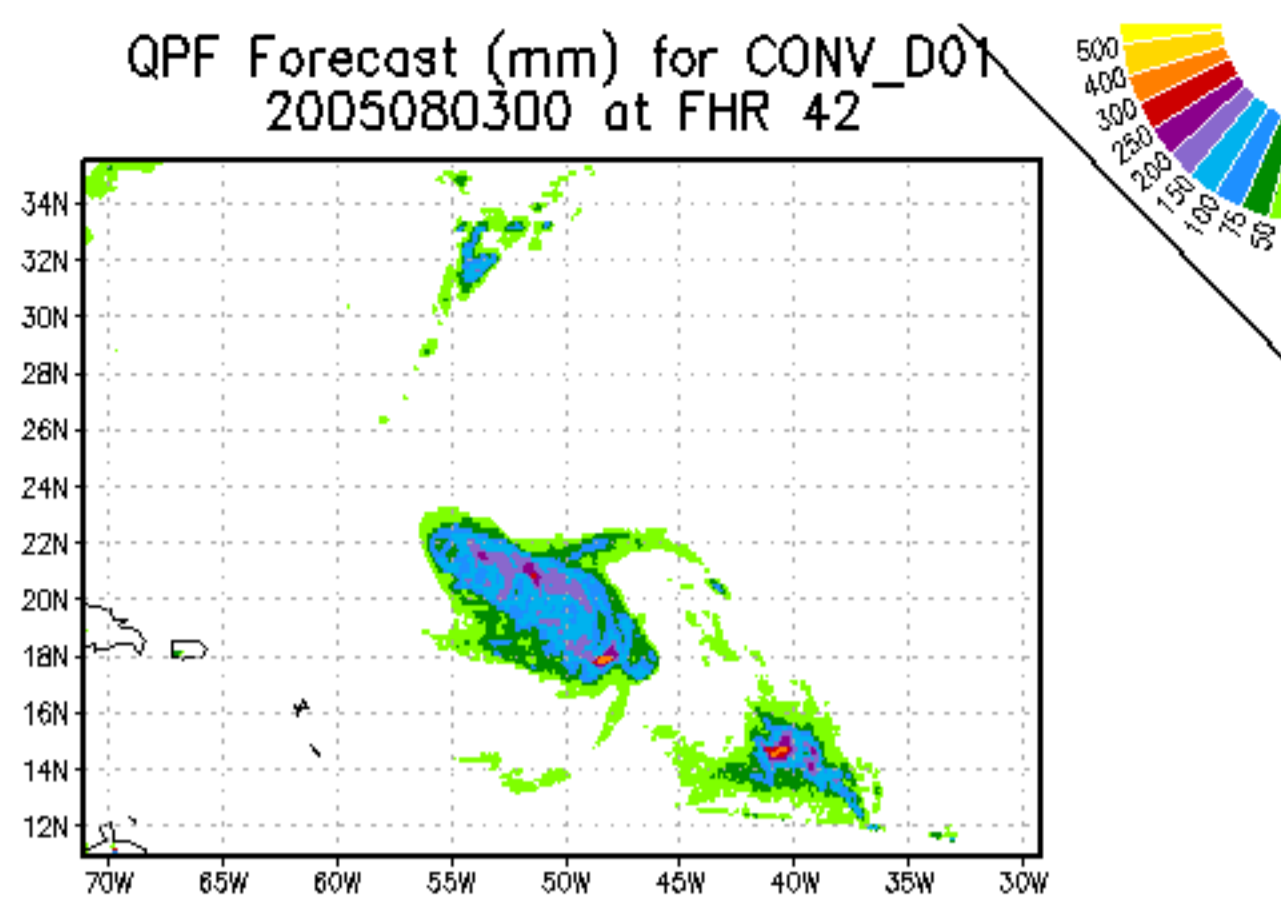 QPF Forecast (mm) for CONV_D01
2005080300 at FHR 42
500
400
300
250
200
150
100
75
50
34N
32N
30N
28N
26N
24N
22N
20N
18N
16N
14N
12N
70W 65W 60W 55W 50W 45W 40W 35W 30W